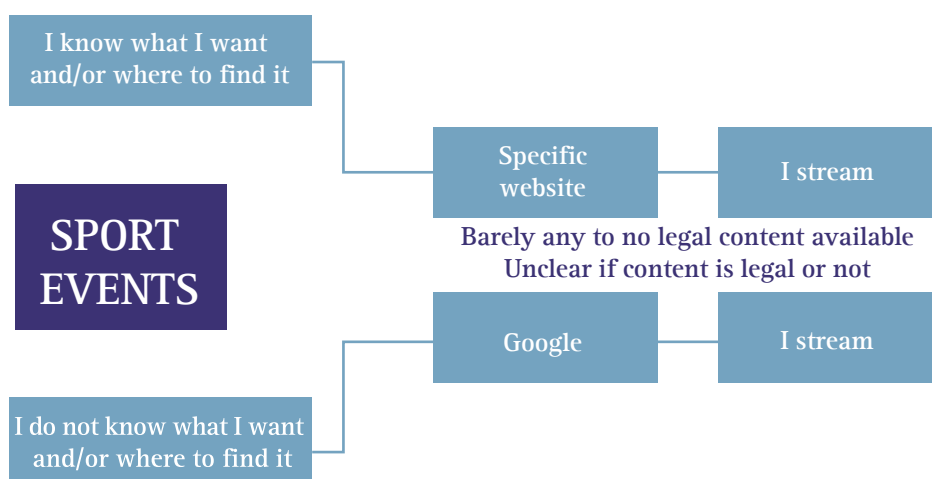 I know what I want
and/or where to find it
Specific
website
I stream
SPORT
EVENTS
Barely any to no legal content available
Unclear if content is legal or not
Google
I stream
I do not know what I want
and/or where to find it